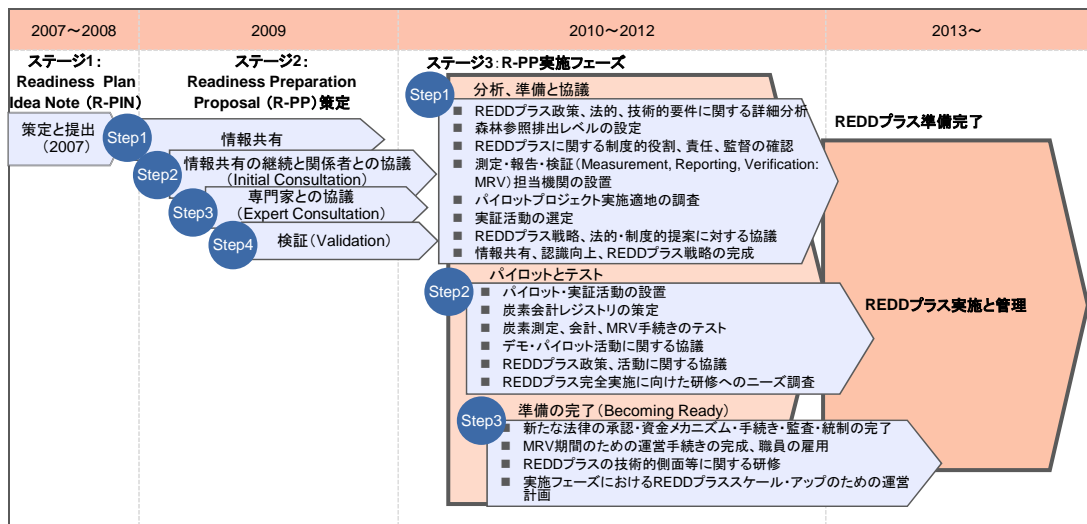 2007～2008
2009
2010～2012
2013～
ステージ1：
Readiness Plan
Idea Note （R-PIN）
ステージ2：
Readiness Preparation
Proposal （R-PP）策定
ステージ3：R-PP実施フェーズ
策定と提出
（2007）
Step1
情報共有
Step2
情報共有の継続と関係者との協議
（Initial Consultation）
Step3
専門家との協議
（Expert Consultation）
Step4
検証（Validation）
Step1
分析、準備と協議
■ REDDプラス政策、法的、技術的要件に関する詳細分析
■ 森林参照排出レベルの設定
■ REDDプラスに関する制度的役割、責任、監督の確認
■ 測定・報告・検証（Measurement, Reporting, Verification:
MRV）担当機関の設置
■ パイロットプロジェクト実施適地の調査
■ 実証活動の選定
■ REDDプラス戦略、法的・制度的提案に対する協議
■ 情報共有、認識向上、REDDプラス戦略の完成
Step2
パイロットとテスト
■ パイロット・実証活動の設置
■ 炭素会計レジストリの策定
■ 炭素測定、会計、MRV手続きのテスト
■ デモ・パイロット活動に関する協議
■ REDDプラス政策、活動に関する協議
■ REDDプラス完全実施に向けた研修へのニーズ調査
Step3
準備の完了（Becoming Ready）
■ 新たな法律の承認・資金メカニズム・手続き・監査・統制の完了
■ MRV期間のための運営手続きの完成、職員の雇用
■ REDDプラスの技術的側面等に関する研修
■ 実施フェーズにおけるREDDプラススケール・アップのための運営
計画
REDDプラス準備完了
REDDプラス実施と管理